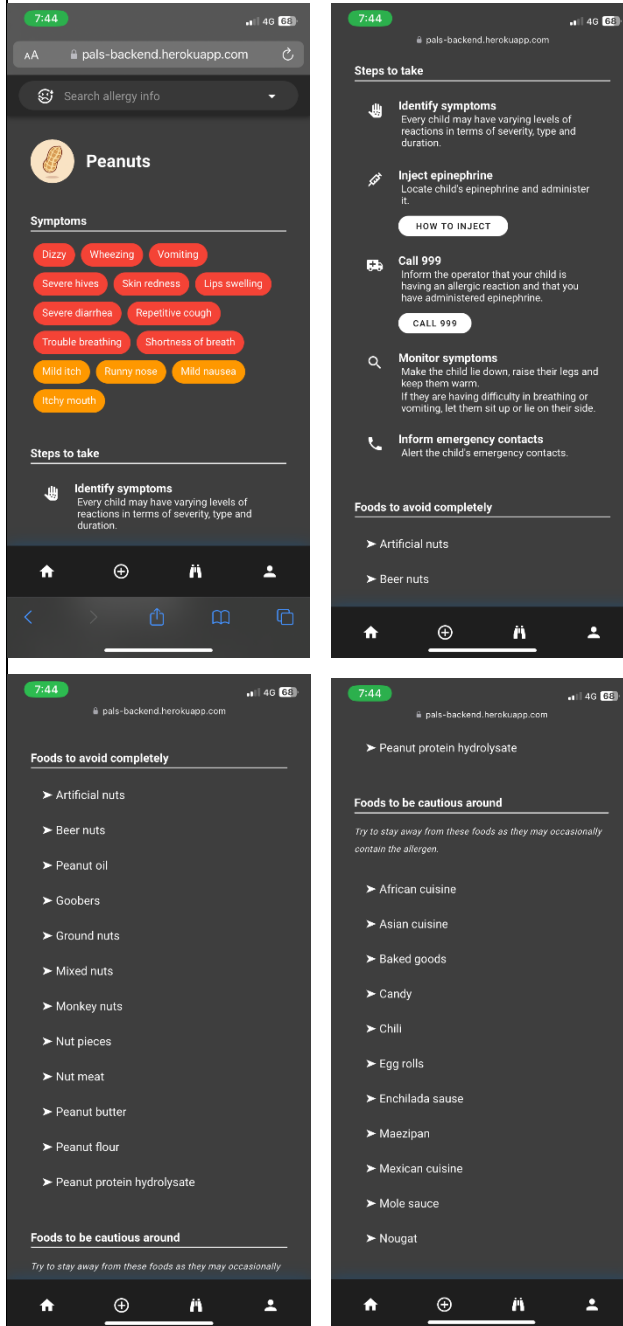 7:44
4G 68
AA pals-backend.herokuapp.com
Search allergy info
Peanuts
Symptoms
Dizzy Wheezing Vomiting
Severe hives Skin redness Lips swelling
Severe diarrhea Repetitive cough
Trouble breathing Shortness of breath
Mild itch Runny nose Mild nausea
Itchy mouth
Steps to take
Identify symptoms
Every child may have varying levels of
reactions in terms of severity, type and
duration.
7:44
4G 68
pals-backend.herokuapp.com
Steps to take
Identify symptoms
Every child may have varying levels of
reactions in terms of severity, type and
duration.
Inject epinephrine
Locate child's epinephrine and administer
it.
HOW TO INJECT
Call 999
Inform the operator that your child is
having an allergic reaction and that you
have administered epinephrine.
CALL 999
Monitor symptoms
Make the child lie down, raise their legs and
keep them warm.
If they are having difficulty in breathing or
vomiting, let them sit up or lie on their side.
Inform emergency contacts
Alert the child's emergency contacts.
Foods to avoid completely
➤ Artificial nuts
➤ Beer nuts
7:44
4G 68
pals-backend.herokuapp.com
Foods to avoid completely
➤ Artificial nuts
➤ Beer nuts
➤ Peanut oil
➤ Goobers
➤ Ground nuts
➤ Mixed nuts
➤ Monkey nuts
➤ Nut pieces
➤ Nut meat
➤ Peanut butter
➤ Peanut flour
➤ Peanut protein hydrolysate
Foods to be cautious around
Try to stay away from these foods as they may occasionally
7:44
4G 68
pals-backend.herokuapp.com
➤ Peanut protein hydrolysate
Foods to be cautious around
Try to stay away from these foods as they may occasionally
contain the allergen.
➤ African cuisine
➤ Asian cuisine
➤ Baked goods
➤ Candy
➤ Chili
➤ Egg rolls
➤ Enchilada sause
➤ Maezipan
➤ Mexican cuisine
➤ Mole sauce
➤ Nougat